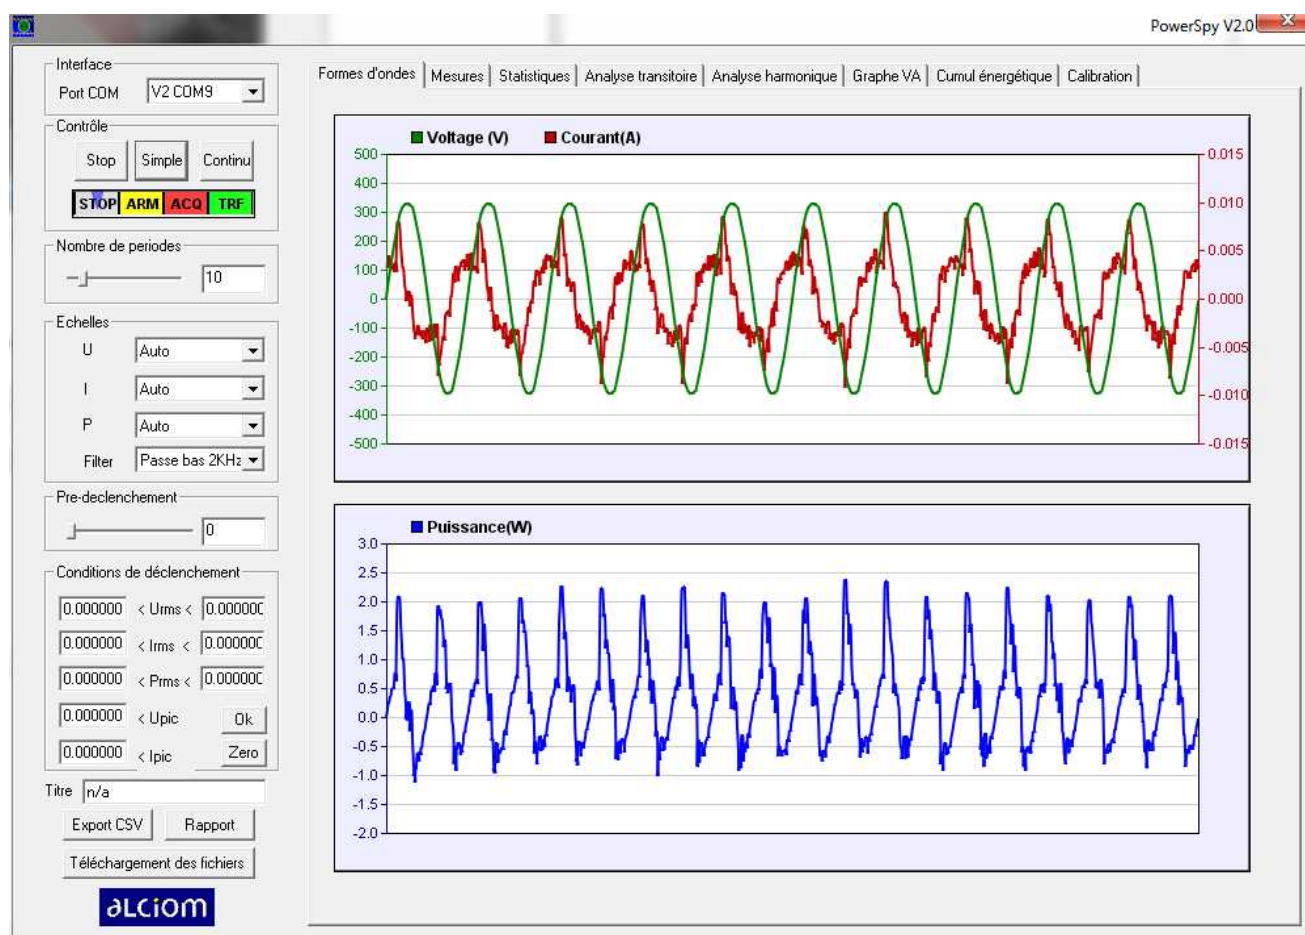 PowerSpy V2.0
Interface
Port COM V2 COM9
Contrôle
Stop Simple Continu
STOP ARM ACQ TRF
Nombre de periodes
10
Echelles
U Auto
I Auto
P Auto
Filter Passe bas 2KHz
Pre-declenchement
0
Conditions de déclenchement
0.000000 < Urms < 0.000000
0.000000 < Irms < 0.000000
0.000000 < Prms < 0.000000
0.000000 < Upic Ok
0.000000 < Ipic Zero
Titre n/a
Export CSV Rapport
Téléchargement des fichiers
ALCIOM
Formes d'ondes Mesures Statistiques Analyse transitoire Analyse harmonique Graphe VA Cumul énergétique Calibration
Voltage (V) Courant(A)
500 0.015
400
300 0.010
200 0.005
100
0 0.000
-100
-200 -0.005
-300 -0.010
-400
-500 -0.015
Puissance(W)
3.0
2.5
2.0
1.5
1.0
0.5
0.0
-0.5
-1.0
-1.5
-2.0